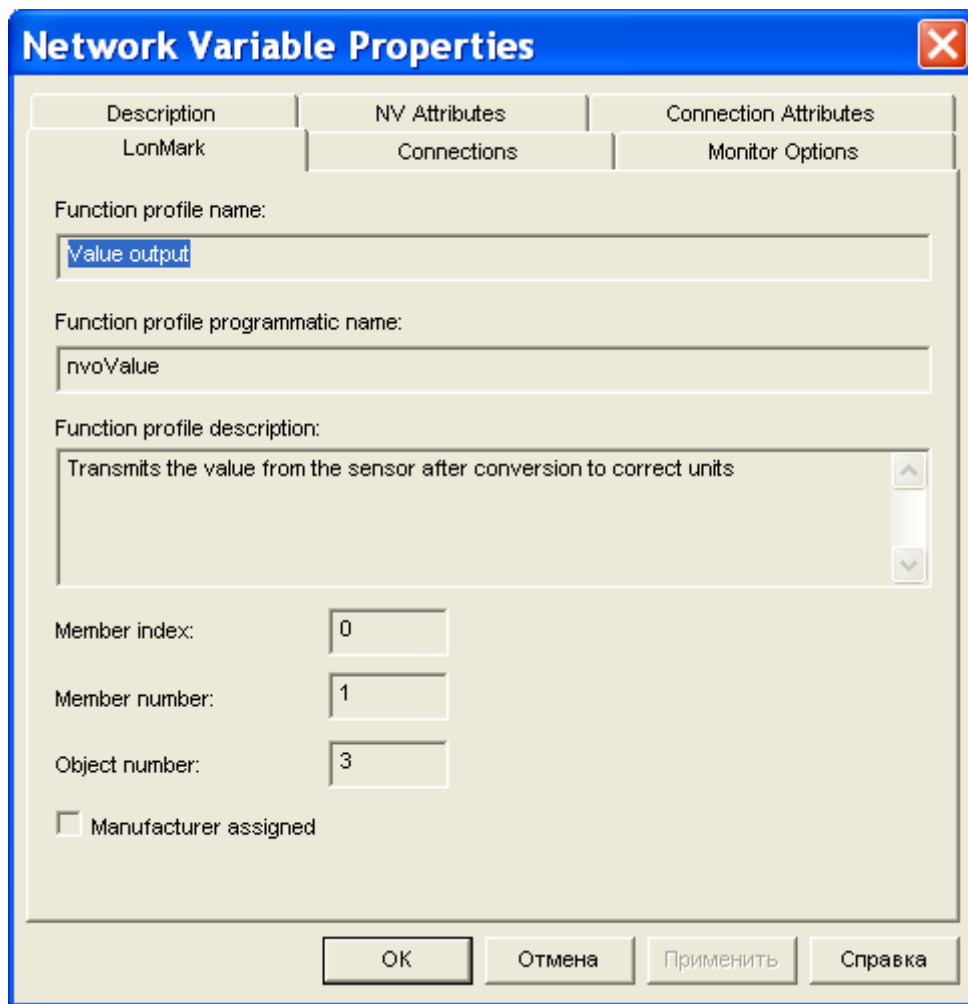 Network Variable Properties
Description NV Attributes Connection Attributes
LonMark Connections Monitor Options
Function profile name:
Value output
Function profile programmatic name:
nvoValue
Function profile description:
Transmits the value from the sensor after conversion to correct units
Member index: 0
Member number: 1
Object number: 3
Manufacturer assigned
OK Отмена Применить Справка